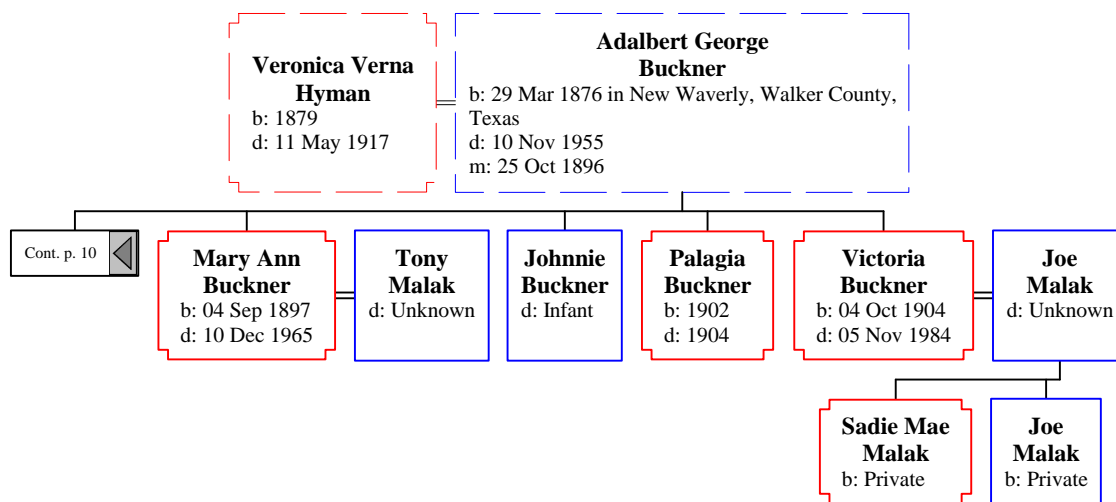 Veronica Verna
Hyman
b: 1879
d: 11 May 1917
Adalbert George
Buckner
b: 29 Mar 1876 in New Waverly, Walker County,
Texas
d: 10 Nov 1955
m: 25 Oct 1896
Cont. p. 10
Mary Ann
Buckner
b: 04 Sep 1897
d: 10 Dec 1965
Tony
Malak
d: Unknown
Johnnie
Buckner
d: Infant
Palagia
Buckner
b: 1902
d: 1904
Victoria
Buckner
b: 04 Oct 1904
d: 05 Nov 1984
Joe
Malak
d: Unknown
Sadie Mae
Malak
b: Private
Joe
Malak
b: Private